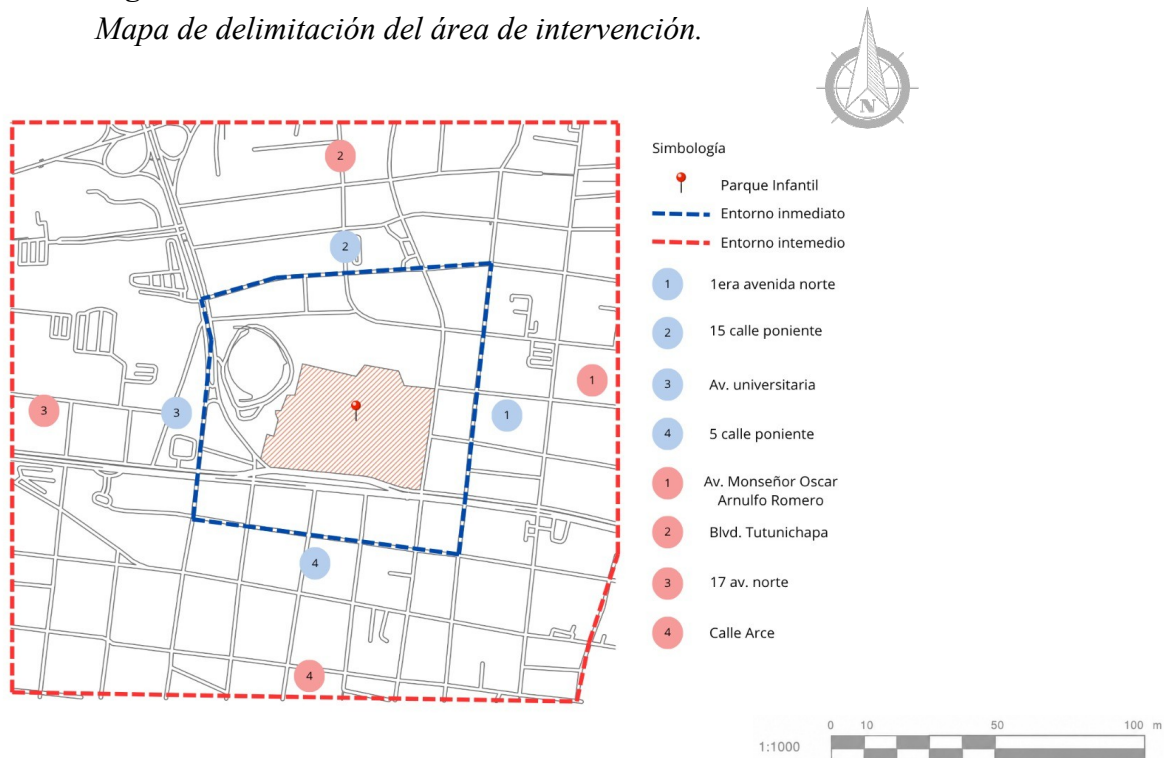 Mapa de delimitación del área de intervención.
N
Simbología
Parque Infantil
Entorno inmediato
Entorno intemedio
1 1era avenida norte
2 15 calle poniente
3 Av. universitaria
4 5 calle poniente
1 Av. Monseñor Oscar
Arnulfo Romero
2 Blvd. Tutunichapa
3 17 av. norte
4 Calle Arce
2
2
1
3
3
1
4
4
0 10 50 100 m
1:1000